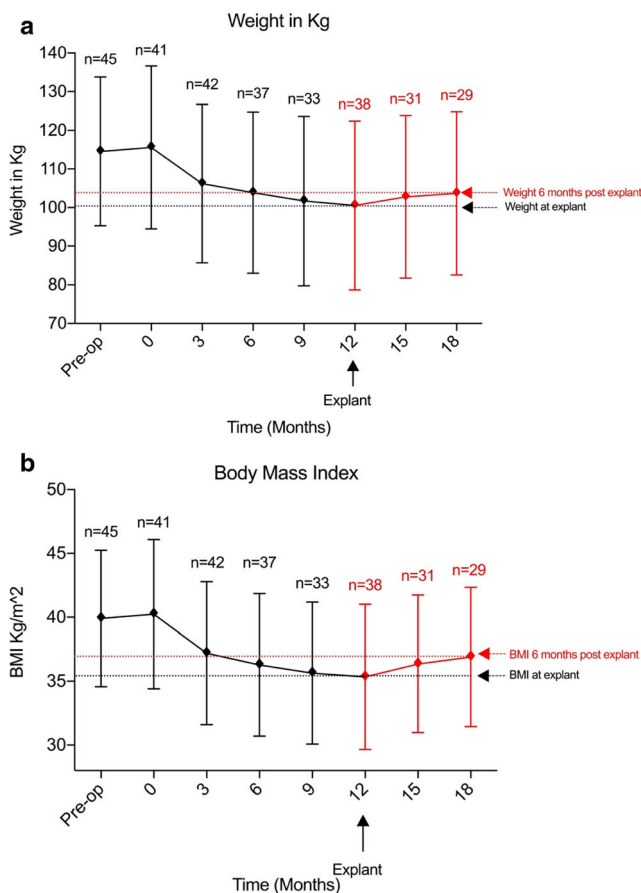 a
Weight in Kg
140
130
120
110
100
90
80
70
Weight in Kg
n=45
n=41
n=42
n=37
n=33
n=38
n=31
n=29
Weight 6 months post explant
Weight at explant
Pre-op
0
3
6
9
12
15
18
Explant
Time (Months)
b
Body Mass Index
50
45
40
35
30
BMI Kg/m^2
n=45
n=41
n=42
n=37
n=33
n=38
n=31
n=29
BMI 6 months post explant
BMI at explant
Pre-op
0
3
6
9
12
15
18
Explant
Time (Months)